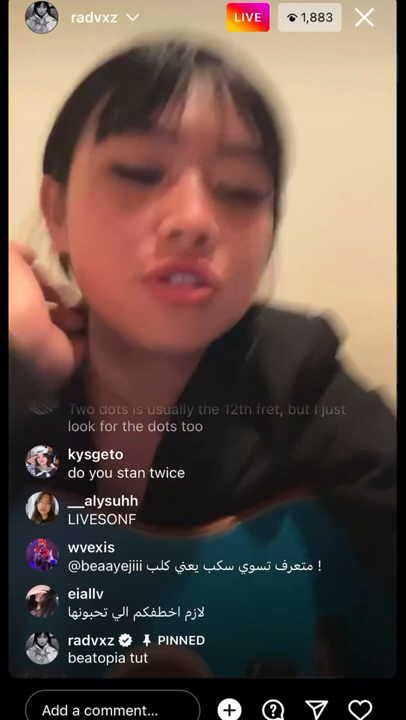 radvxz
LIVE
1,883
Two dots is usually the 12th fret, but I just
look for the dots too
kysgeto
do you stan twice
__alysuhh
LIVESONF
wvexis
@beaayejiii متعرف تسوي سكب يعني كلب !
eiallv
لازم اخطفكم الي تحبونها
radvxz PINNED
beatopia tut
Add a comment...